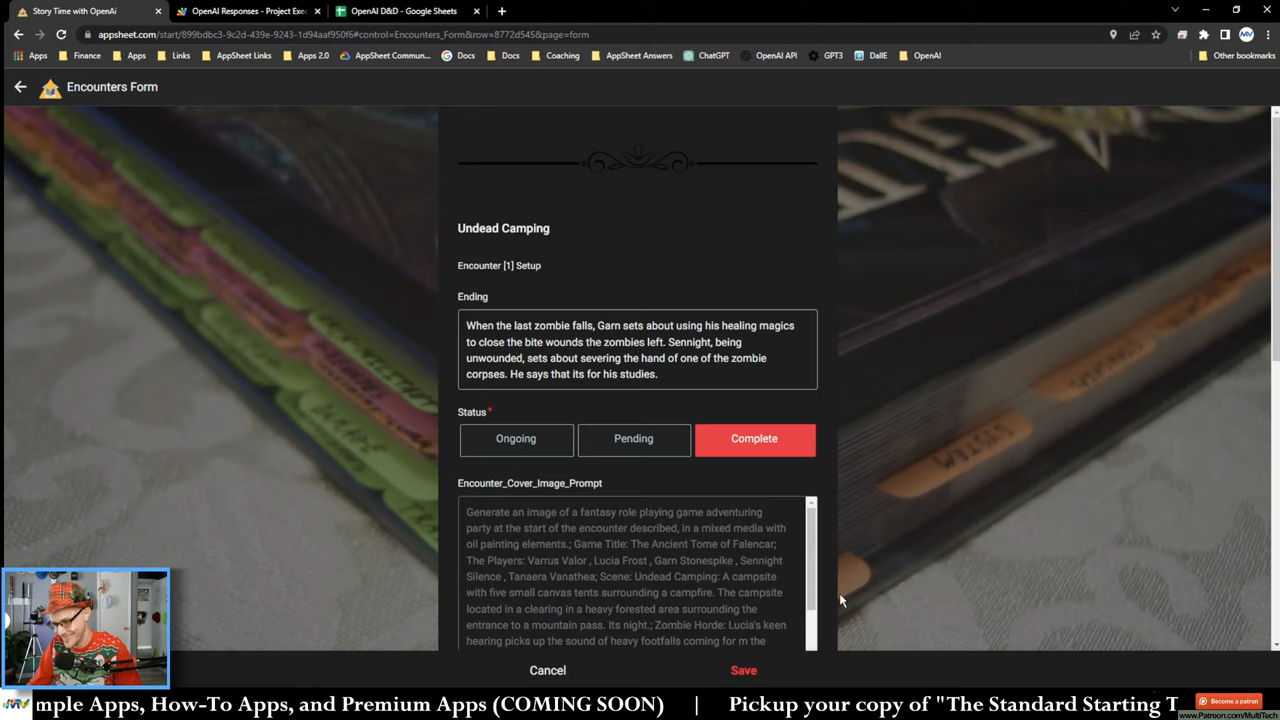 Story Time with OpenAi
OpenAI Responses - Project Exec
OpenAI D&D - Google Sheets
appsheet.com/start/899bdbc3-9c2d-439e-9243-1d94aaf950f6#control=Encounters_Form&row=8772d545&page=form
Apps Finance Apps Links AppSheet Links Apps 2.0 AppSheet Commun... Docs Docs Coaching AppSheet Answers ChatGPT OpenAI API GPT3 DallE OpenAI Other bookmarks
Encounters Form
Undead Camping
Encounter [1] Setup
Ending
When the last zombie falls, Garn sets about using his healing magics
to close the bite wounds the zombies left. Sennight, being
unwounded, sets about severing the hand of one of the zombie
corpses. He says that its for his studies.
Status*
Ongoing Pending Complete
Encounter_Cover_Image_Prompt
Generate an image of a fantasy role playing game adventuring
party at the start of the encounter described, in a mixed media with
oil painting elements.; Game Title: The Ancient Tome of Falencar;
The Players: Varrus Valor , Lucia Frost , Garn Stonespike , Sennight
Silence , Tanaera Vanathea; Scene: Undead Camping: A campsite
with five small canvas tents surrounding a campfire. The campsite
located in a clearing in a heavy forested area surrounding the
entrance to a mountain pass. Its night.; Zombie Horde: Lucia's keen
hearing picks up the sound of heavy footfalls coming for m the
Cancel Save
mple Apps, How-To Apps, and Premium Apps (COMING SOON) | Pickup your copy of "The Standard Starting T
Become a patron
www.Patreon.com/MultiTech